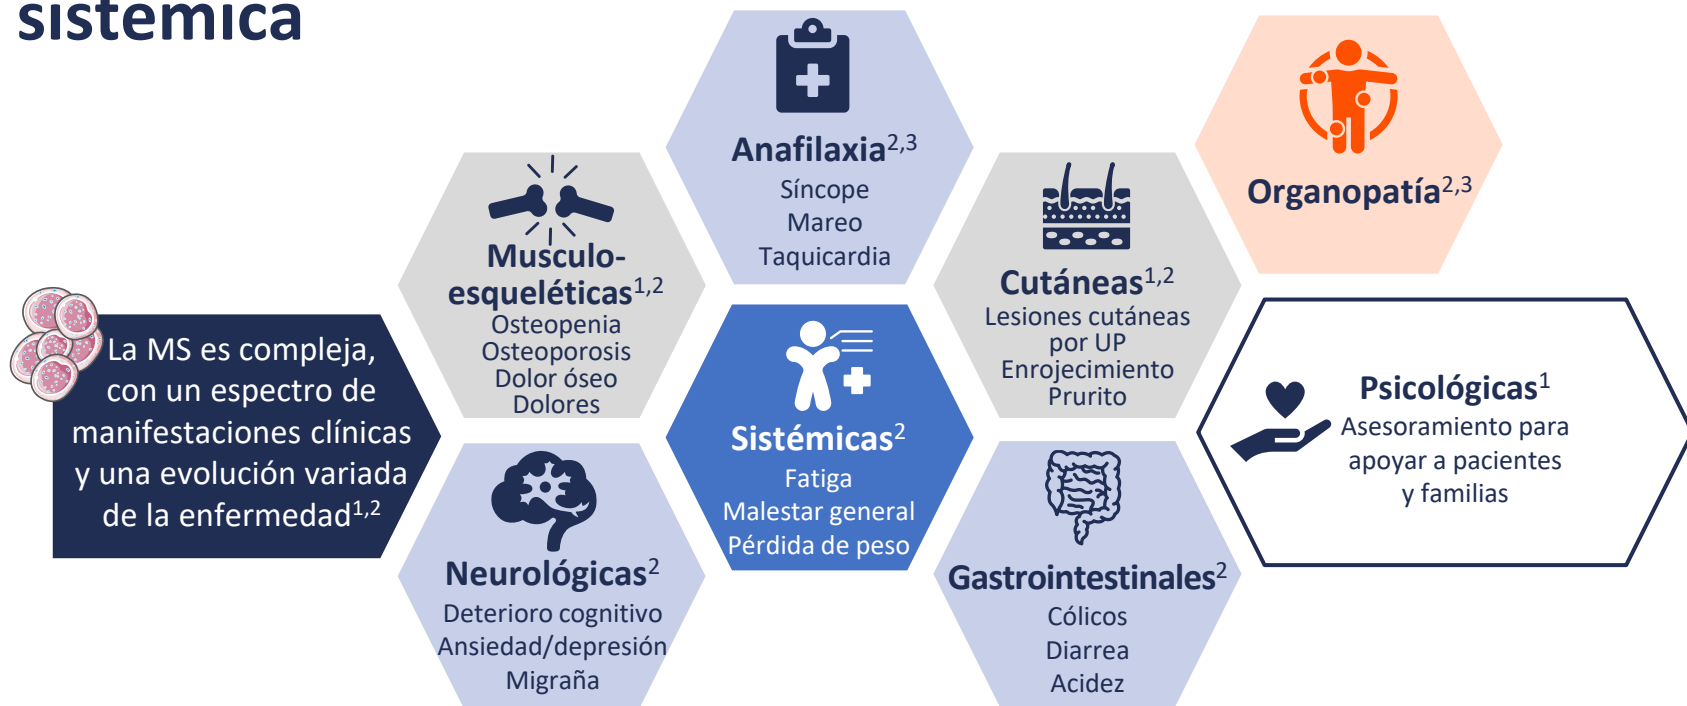 sistémica
La MS es compleja,
con un espectro de
manifestaciones clínicas
y una evolución variada
de la enfermedad1,2
Musculo-
esqueléticas1,2
Osteopenia
Osteoporosis
Dolor óseo
Dolores
Neurológicas2
Deterioro cognitivo
Ansiedad/depresión
Migraña
Anafilaxia2,3
Síncope
Mareo
Taquicardia
Sistémicas2
Fatiga
Malestar general
Pérdida de peso
Cutáneas1,2
Lesiones cutáneas
por UP
Enrojecimiento
Prurito
Gastrointestinales2
Cólicos
Diarrea
Acidez
Organopatía2,3
Psicológicas1
Asesoramiento para
apoyar a pacientes
y familias